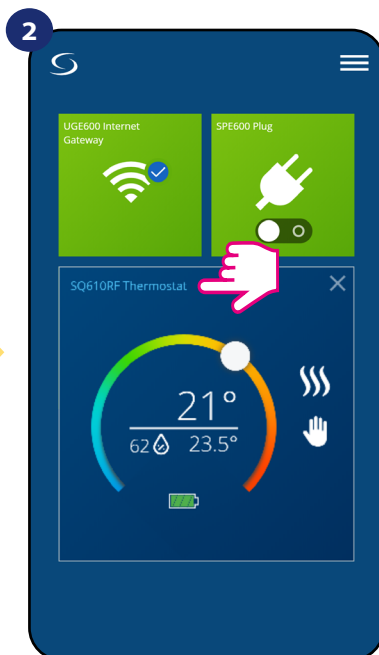 2
UGE600 Internet
Gateway
SPE600 Plug
SQ610RF Thermostat
21°
62 23.5°